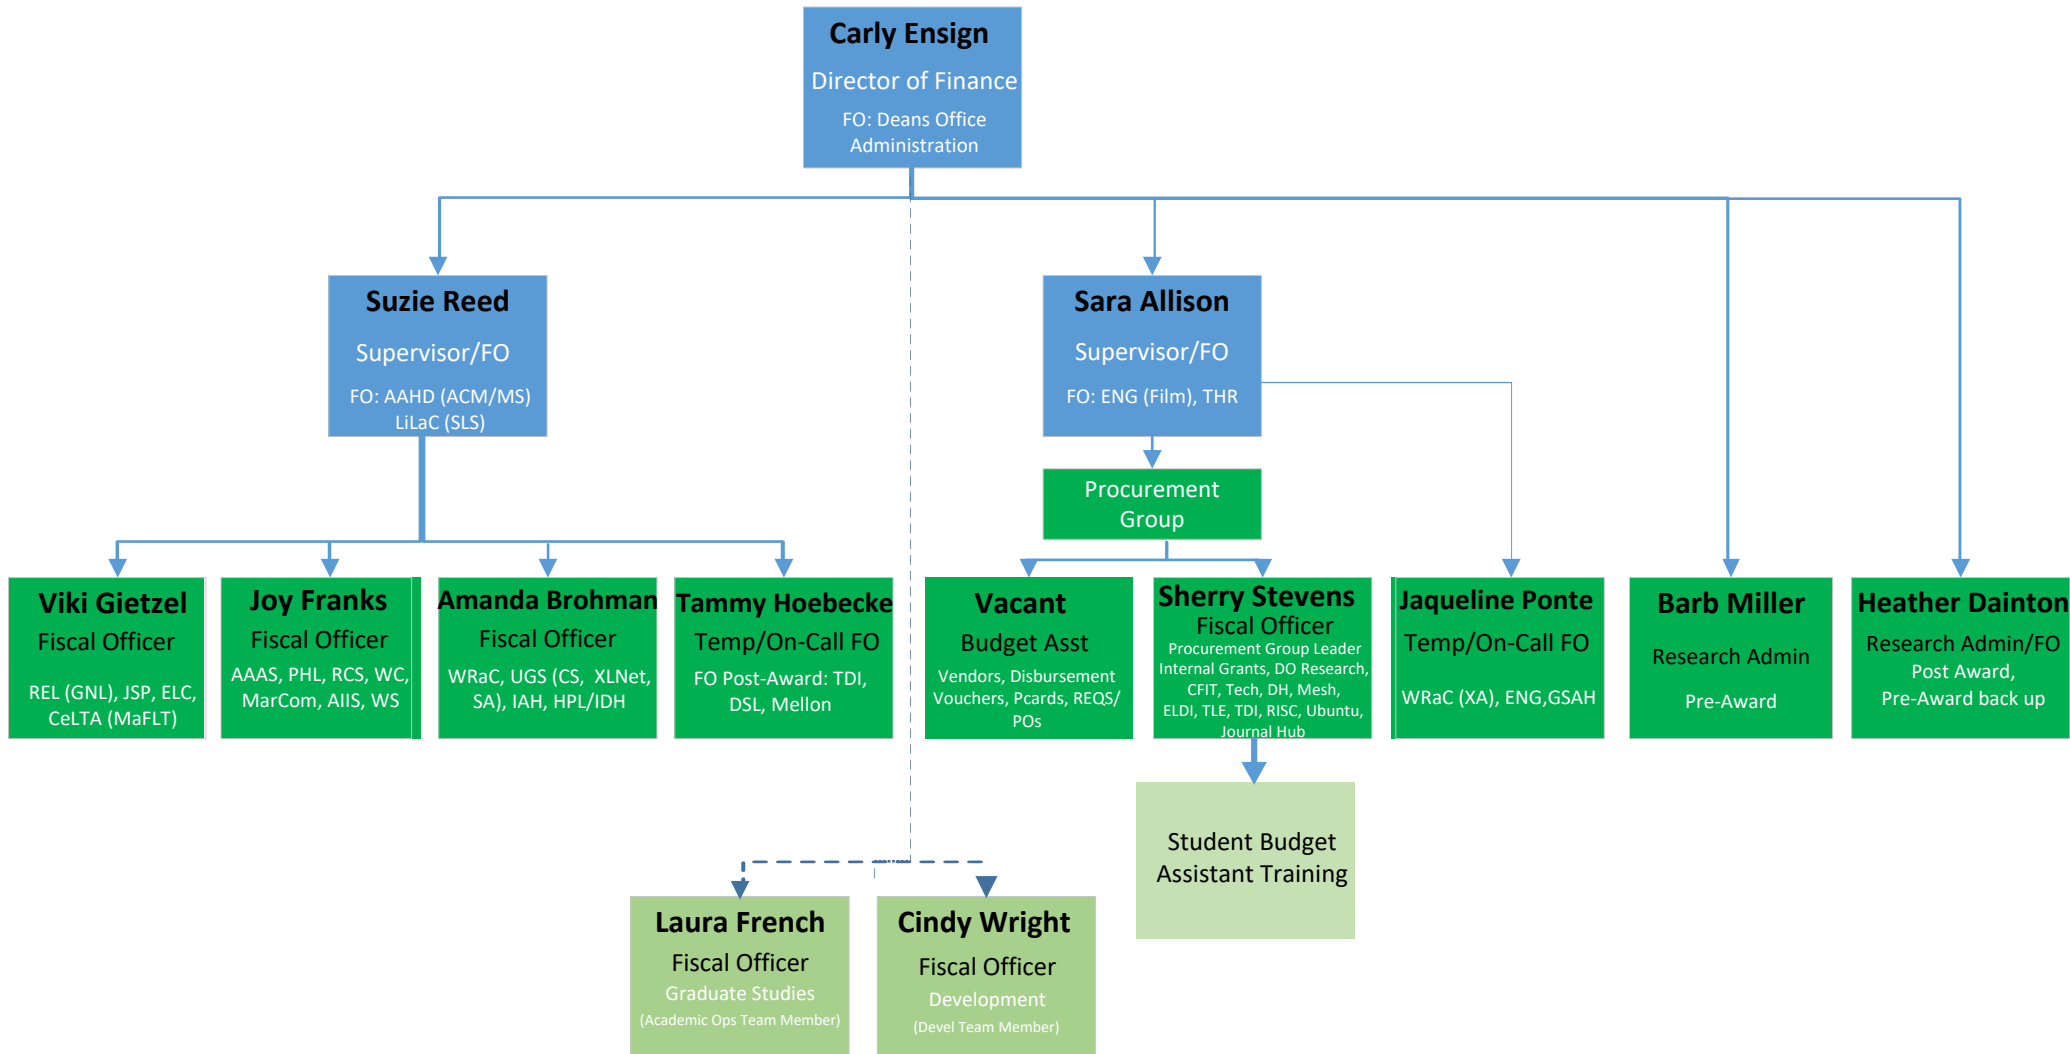 Carly Ensign
Director of Finance
FO: Deans Office
Administration
Suzie Reed
Supervisor/FO
FO: AAHD (ACM/MS)
LiLaC (SLS)
Sara Allison
Supervisor/FO
FO: ENG (Film), THR
Procurement
Group
Viki Gietzel
Fiscal Officer
REL (GNL), JSP, ELC,
CeLTA (MaFLT)
Joy Franks
Fiscal Officer
AAAS, PHL, RCS, WC,
MarCom, AIIS, WS
Amanda Brohman
Fiscal Officer
WRaC, UGS (CS, XLNet,
SA), IAH, HPL/IDH
Tammy Hoebecke
Temp/On-Call FO
FO Post-Award: TDI,
DSL, Mellon
Vacant
Budget Asst
Vendors, Disbursement
Vouchers, Pcards, REQS/
POs
Sherry Stevens
Fiscal Officer
Procurement Group Leader
Internal Grants, DO Research,
CFIT, Tech, DH, Mesh,
ELDI, TLE, TDI, RISC, Ubuntu,
Journal Hub
Jaqueline Ponte
Temp/On-Call FO
WRaC (XA), ENG,GSAH
Barb Miller
Research Admin
Pre-Award
Heather Dainton
Research Admin/FO
Post Award,
Pre-Award back up
Student Budget
Assistant Training
Laura French
Fiscal Officer
Graduate Studies
(Academic Ops Team Member)
Cindy Wright
Fiscal Officer
Development
(Devel Team Member)